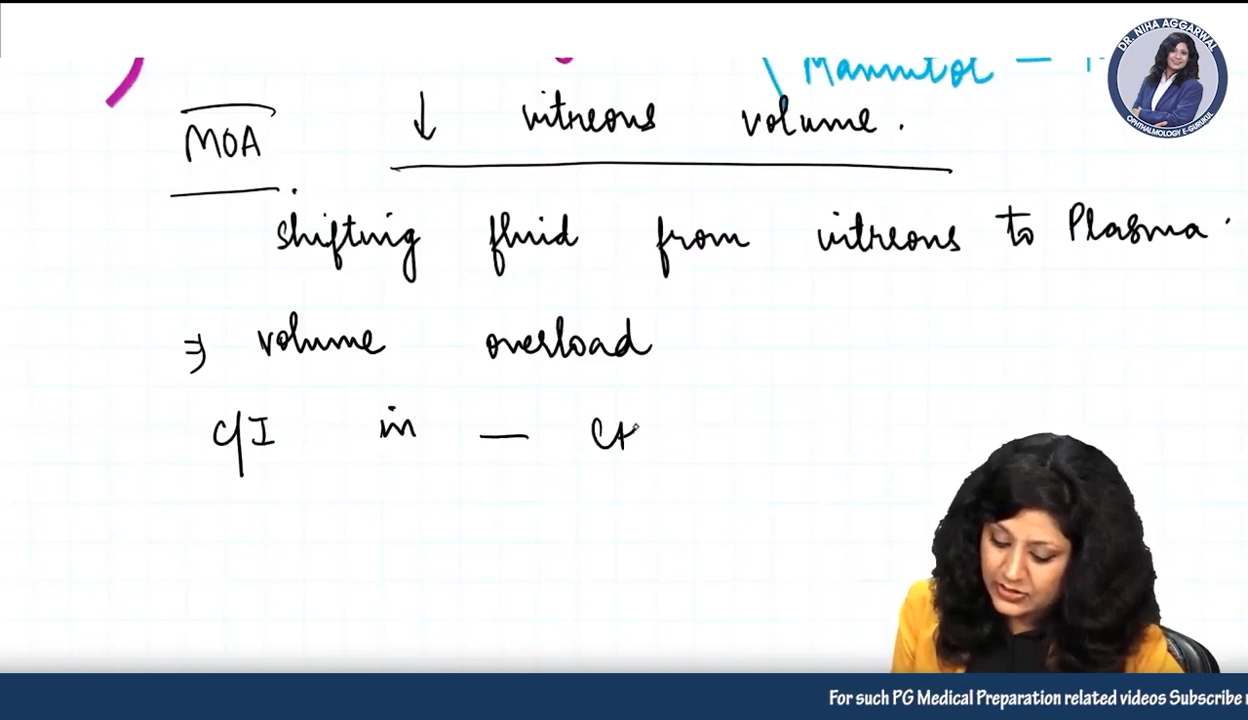 Mannitol —
DR. NIHA AGGARWAL
OPHTHALMOLOGY E-GURUKUL
MOA ↓ vitreous volume.
shifting fluid from vitreous to Plasma.
⇒ volume overload
C/I in —
For such PG Medical Preparation related videos Subscribe